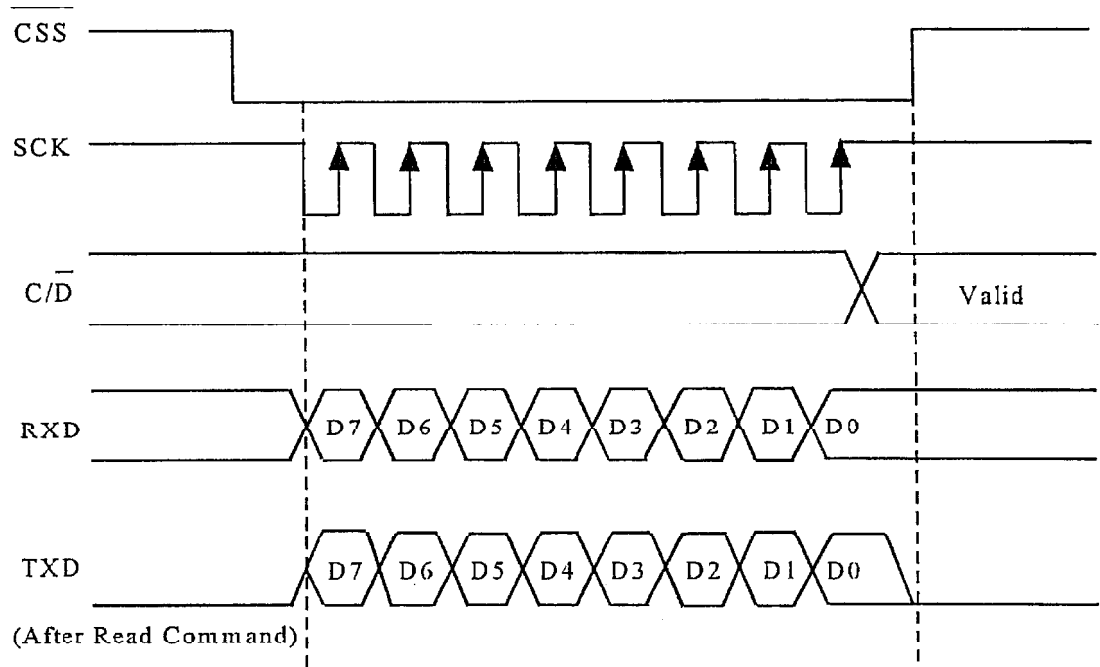 CSS
SCK
C/D
Valid
RXD
D7 D6 D5 D4 D3 D2 D1 D0
TXD
D7 D6 D5 D4 D3 D2 D1 D0
(After Read Command)